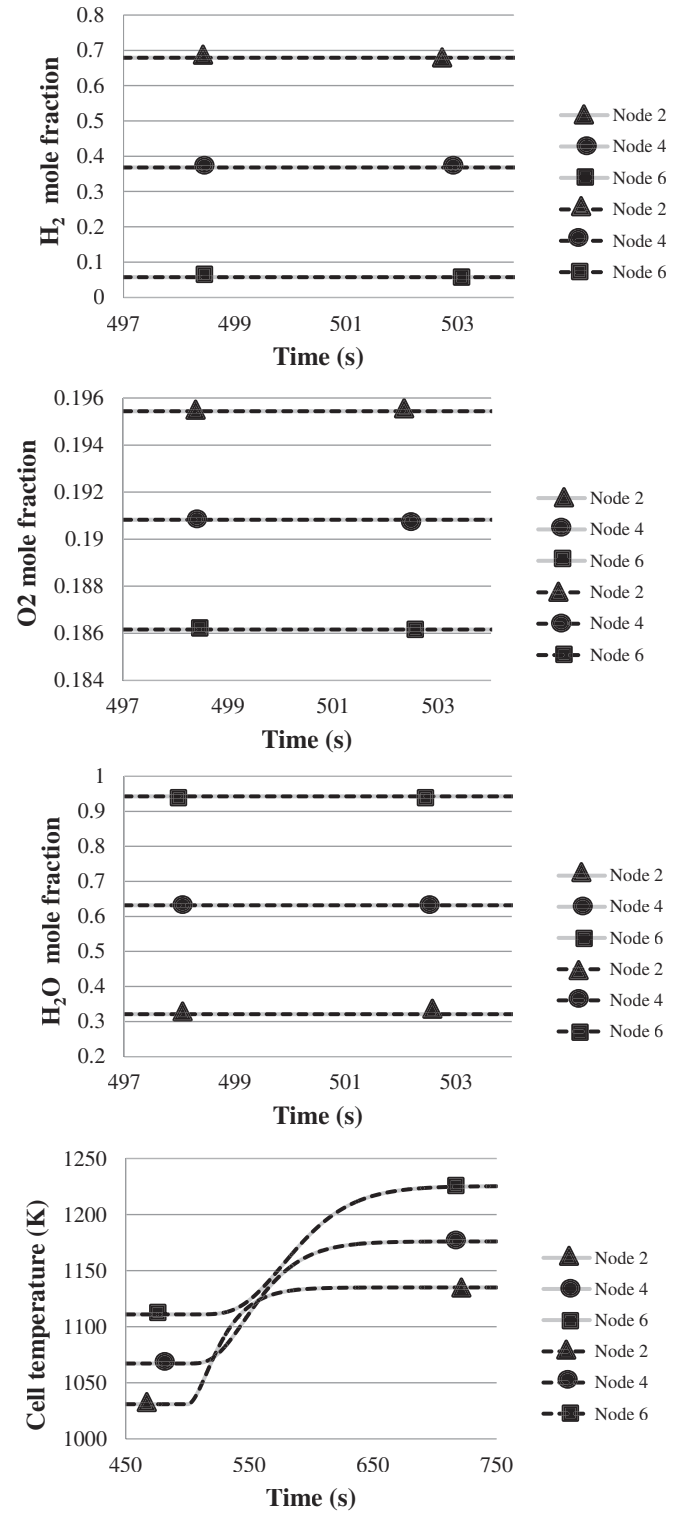 0.8
0.7
0.6
0.5
0.4
0.3
0.2
0.1
0
H2 mole fraction
497 499 501 503
Time (s)
Node 2
Node 4
Node 6
Node 2
Node 4
Node 6
0.196
0.194
0.192
0.19
0.188
0.186
0.184
O2 mole fraction
497 499 501 503
Time (s)
Node 2
Node 4
Node 6
Node 2
Node 4
Node 6
1
0.9
0.8
0.7
0.6
0.5
0.4
0.3
0.2
H2O mole fraction
497 499 501 503
Time (s)
Node 2
Node 4
Node 6
Node 2
Node 4
Node 6
1250
1200
1150
1100
1050
1000
Cell temperature (K)
450 550 650 750
Time (s)
Node 2
Node 4
Node 6
Node 2
Node 4
Node 6